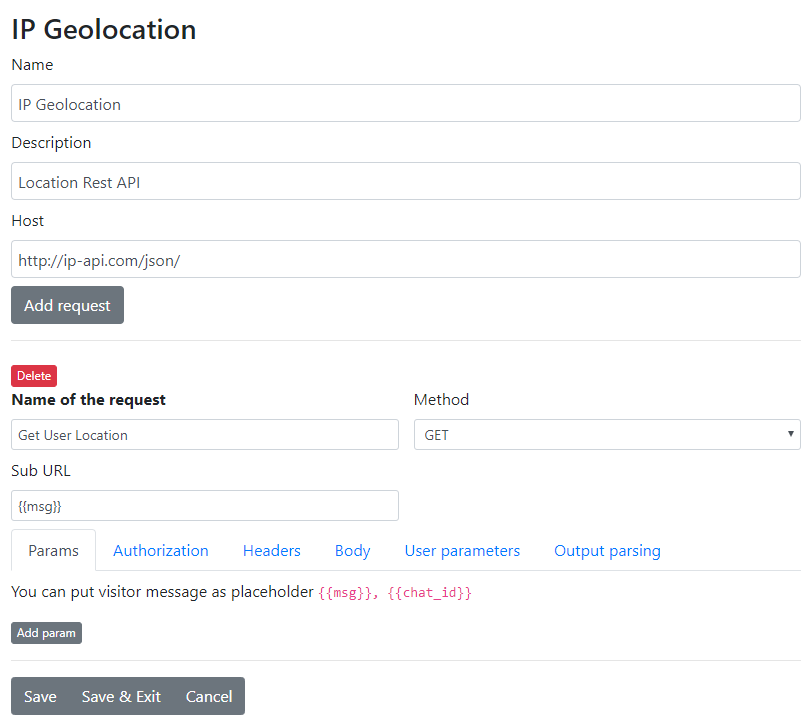 IP Geolocation
Name
IP Geolocation
Description
Location Rest API
Host
http://ip-api.com/json/
Add request
Delete
Name of the request
Method
Get User Location
GET
Sub URL
{{msg}}
Params Authorization Headers Body User parameters Output parsing
You can put visitor message as placeholder {{msg}}, {{chat_id}}
Add param
Save Save & Exit Cancel